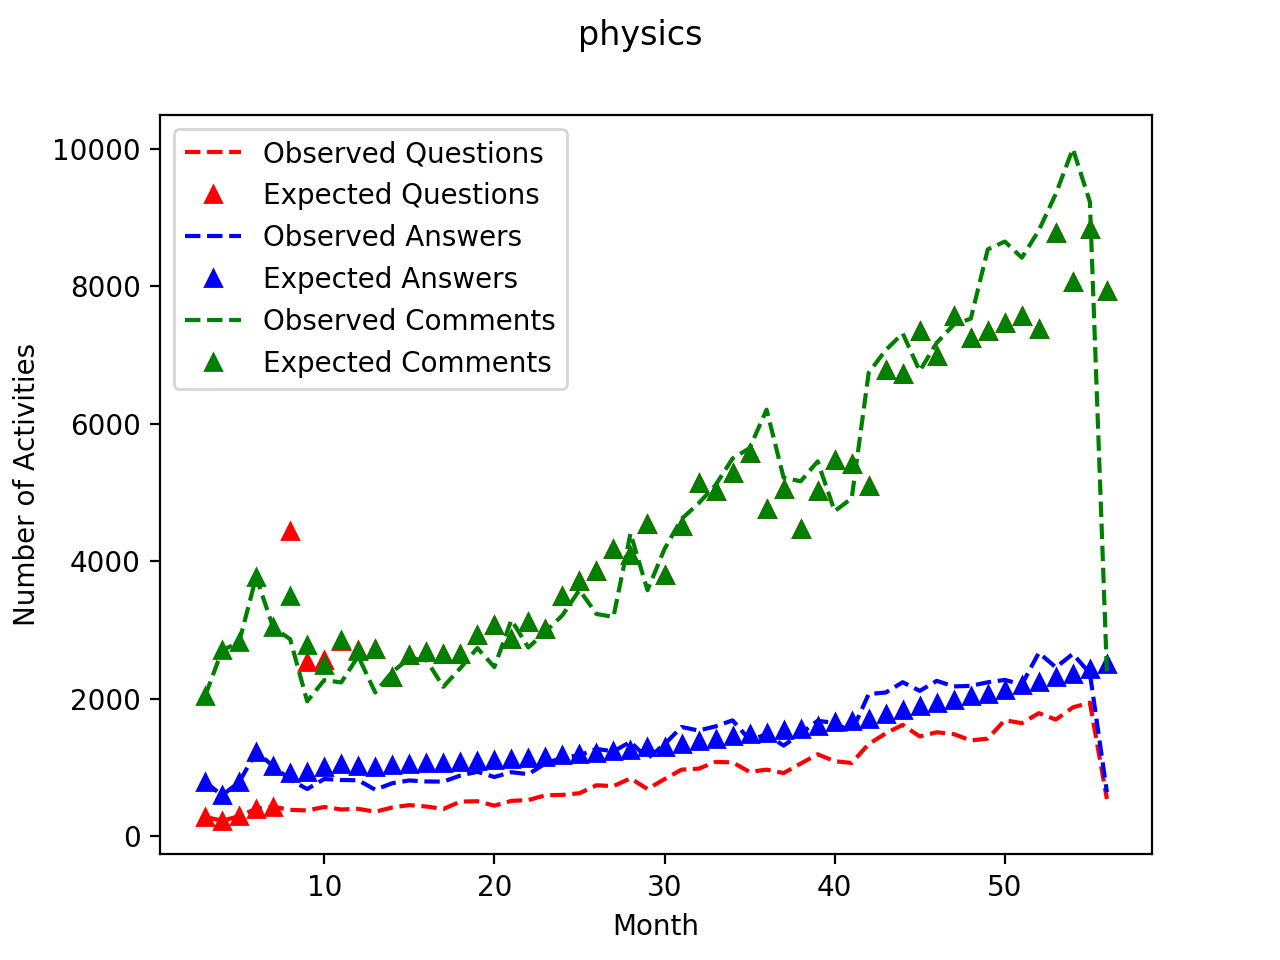 physics
Observed Questions
Expected Questions
Observed Answers
Expected Answers
Observed Comments
Expected Comments
Number of Activities
10000
8000
6000
4000
2000
0
10 20 30 40 50
Month